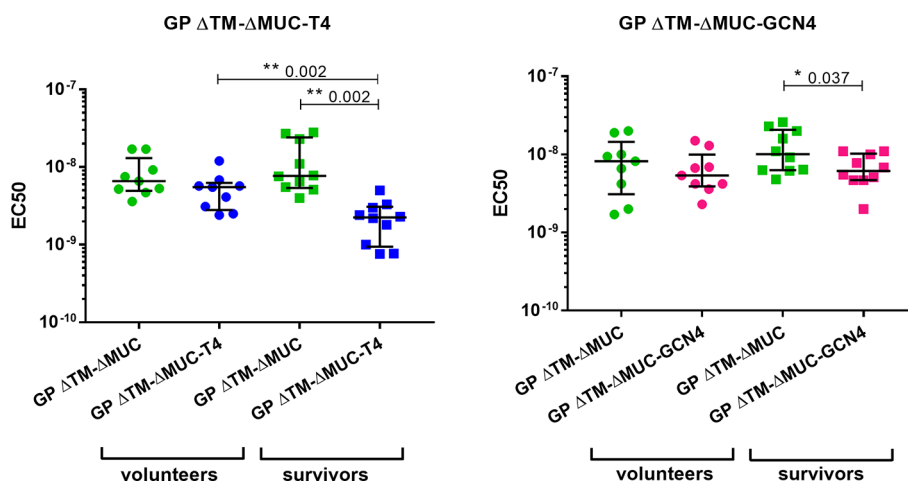 GP ΔTM-ΔMUC-T4
** 0.002
** 0.002
10-7
10-8
10-9
10-10
EC50
GP ΔTM-ΔMUC
GP ΔTM-ΔMUC-T4
GP ΔTM-ΔMUC
GP ΔTM-ΔMUC-T4
volunteers
survivors
GP ΔTM-ΔMUC-GCN4
* 0.037
10-7
10-8
10-9
10-10
EC50
GP ΔTM-ΔMUC
GP ΔTM-ΔMUC-GCN4
GP ΔTM-ΔMUC
GP ΔTM-ΔMUC-GCN4
volunteers
survivors